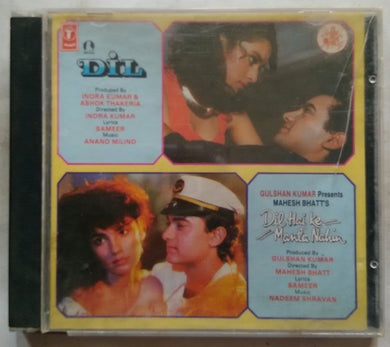 DIL
Produced By
INDRA KUMAR &
ASHOK THAKERIA
Directed By
INDRA KUMAR
Lyrics
SAMEER
Music
ANAND MILIND
GULSHAN KUMAR Presents
MAHESH BHATT'S
Dil Hai Ke
Manta Nahin
Produced By
GULSHAN KUMAR
Directed By
MAHESH BHATT
Lyrics
SAMEER
Music
NADEEM SHRAVAN